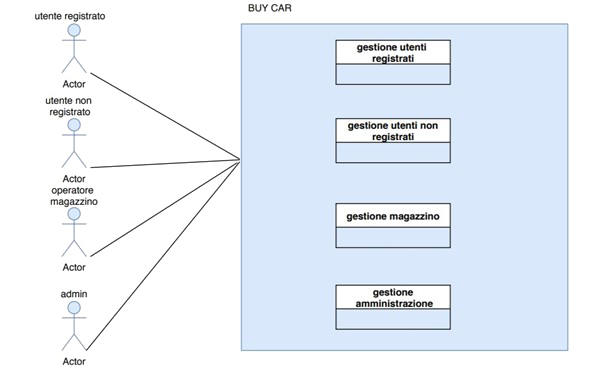 BUY CAR
utente registrato
Actor
utente non
registrato
Actor
operatore
magazzino
Actor
admin
Actor
gestione utenti
registrati
gestione utenti non
registrati
gestione magazzino
gestione
amministrazione